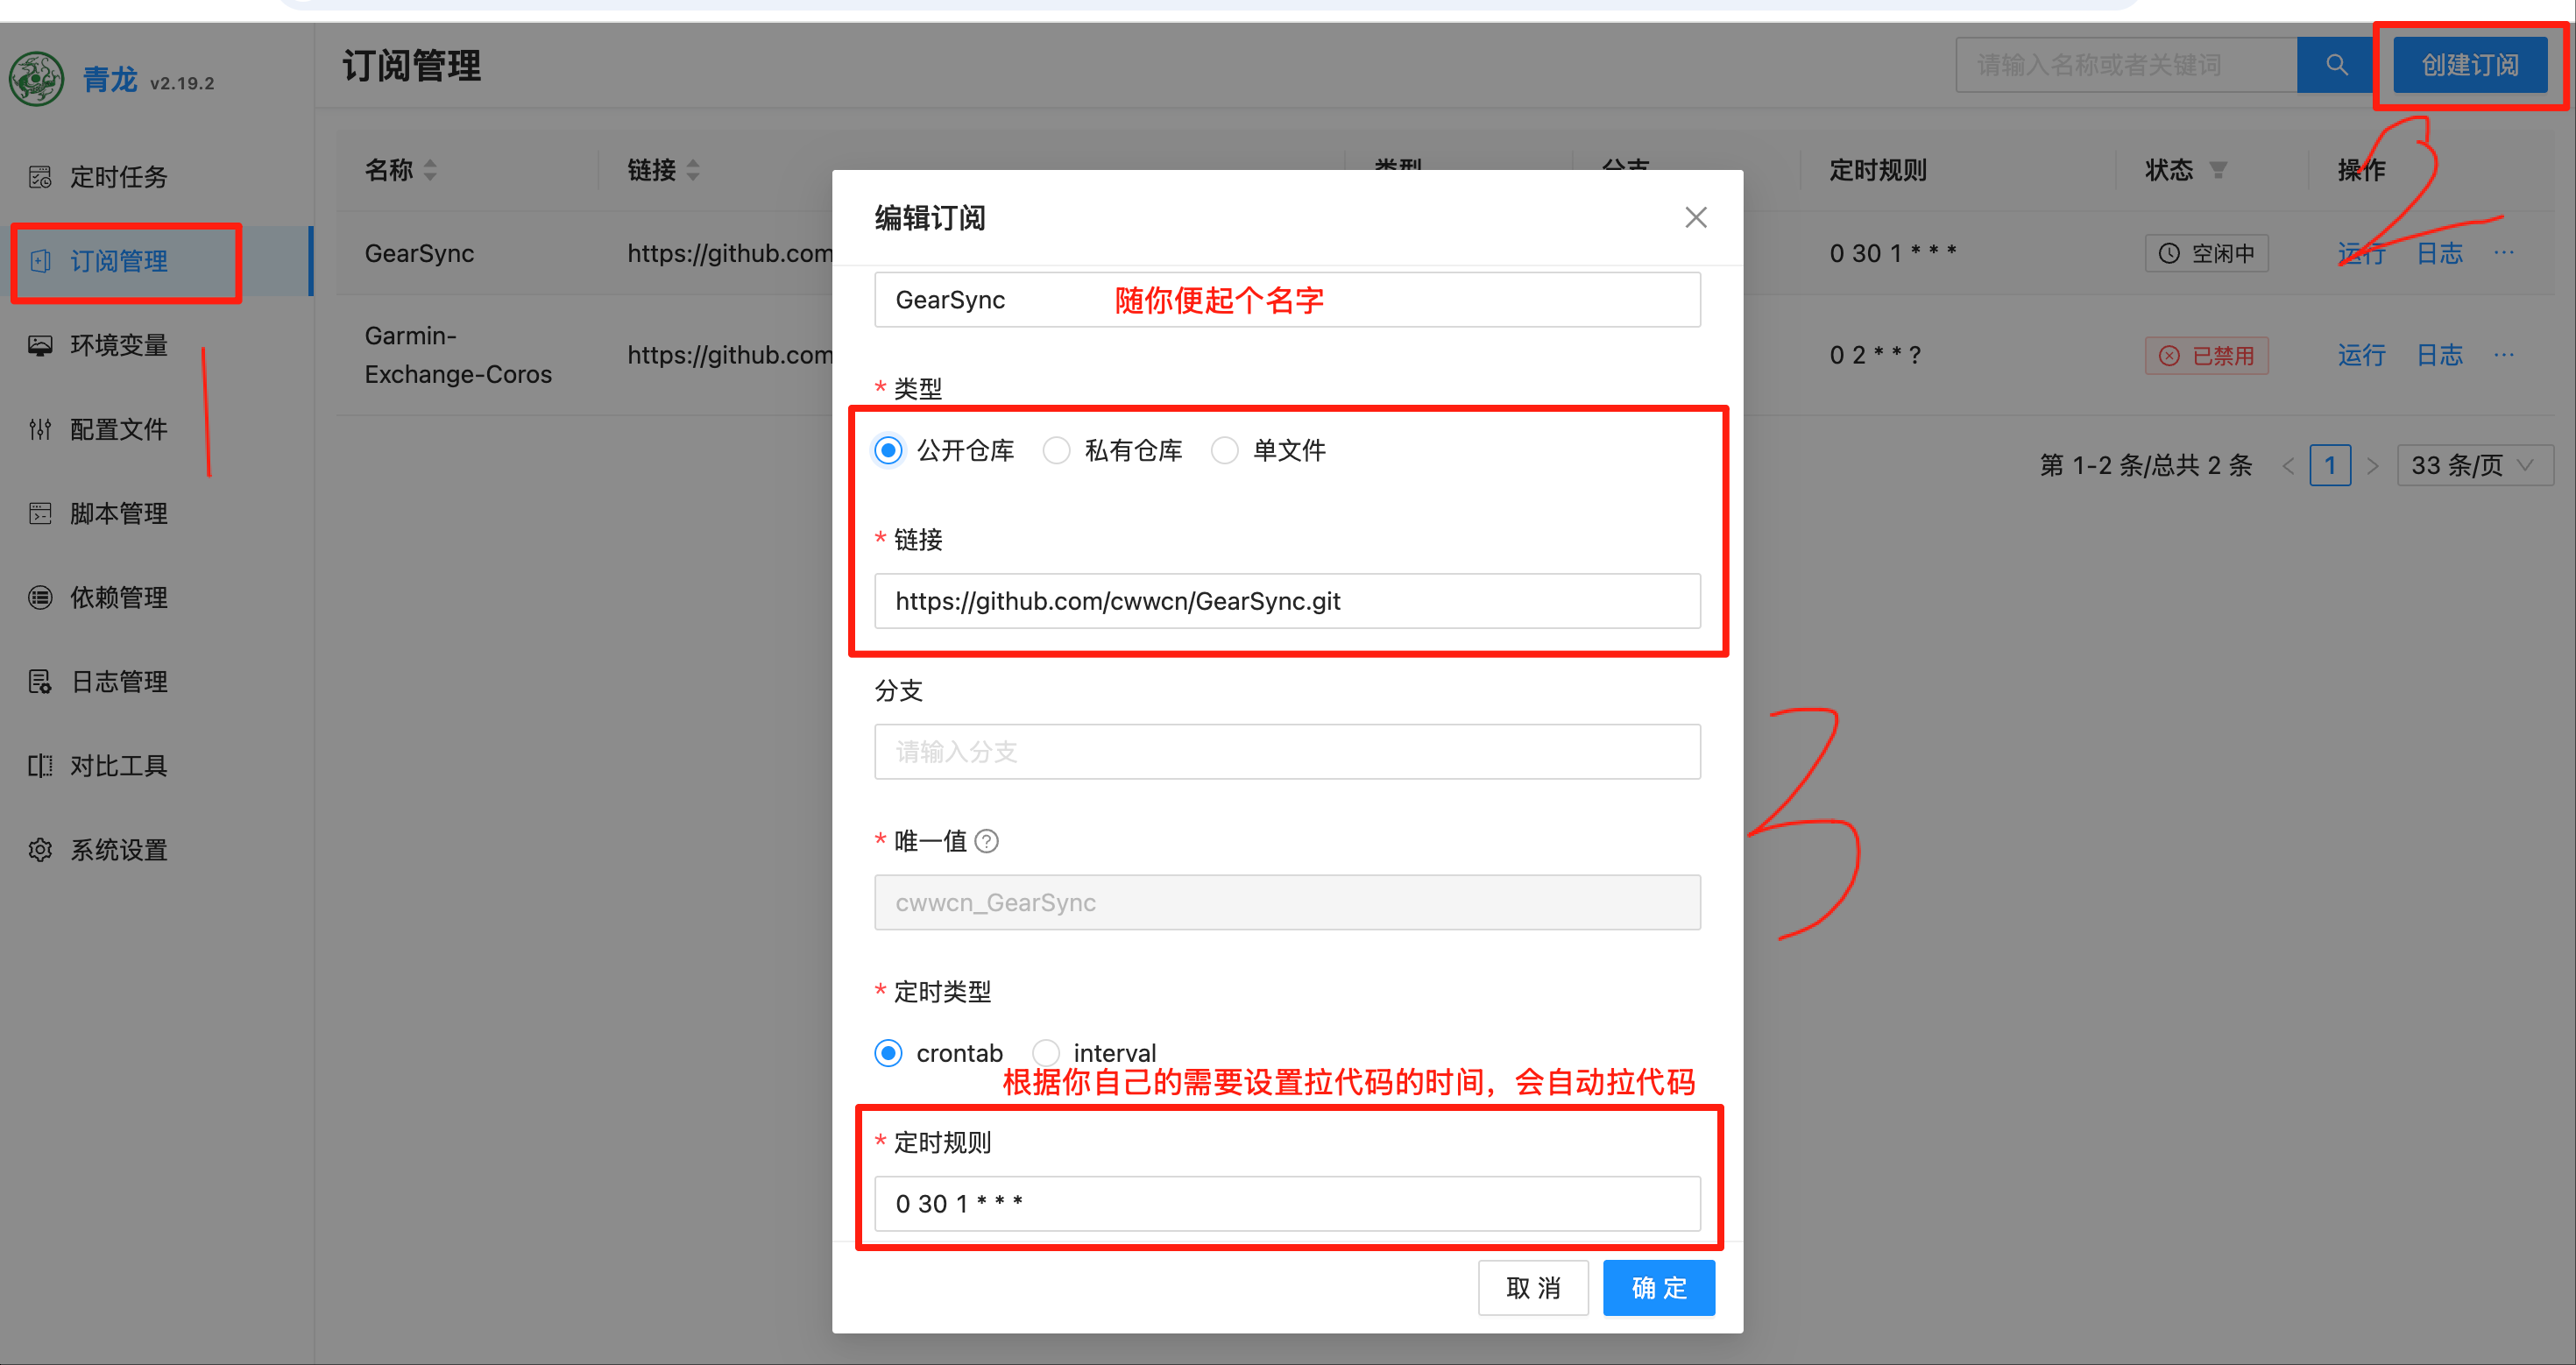 青龙 v2.19.2
定时任务
订阅管理
环境变量
配置文件
脚本管理
依赖管理
日志管理
对比工具
系统设置
1
订阅管理
请输入名称或者关键词
创建订阅
2
名称 链接 类型 分支 定时规则 状态 操作
GearSync https://github.com 0 30 1 * * * 空闲中 运行 日志 ...
Garmin-
Exchange-Coros https://github.com 0 2 * * ? 已禁用 运行 日志 ...
第 1-2 条/总共 2 条 < 1 > 33 条/页
编辑订阅
GearSync 随你便起个名字
* 类型
公开仓库 私有仓库 单文件
* 链接
https://github.com/cwwcn/GearSync.git
分支
请输入分支
* 唯一值 ?
cwwcn_GearSync
* 定时类型
crontab interval
根据你自己的需要设置拉代码的时间，会自动拉代码
* 定时规则
0 30 1 * * *
取 消 确 定
3